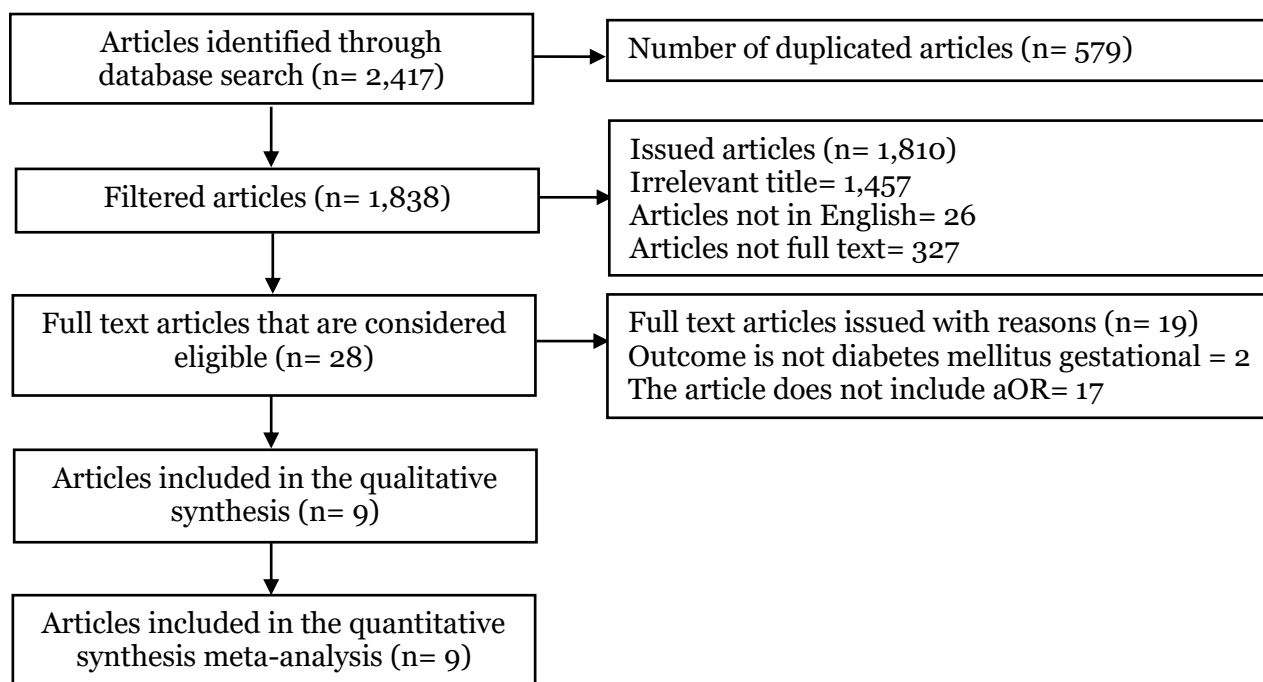 Articles identified through
database search (n= 2,417)
Number of duplicated articles (n= 579)
Filtered articles (n= 1,838)
Issued articles (n= 1,810)
Irrelevant title= 1,457
Articles not in English= 26
Articles not full text= 327
Full text articles that are considered
eligible (n= 28)
Full text articles issued with reasons (n= 19)
Outcome is not diabetes mellitus gestational = 2
The article does not include aOR= 17
Articles included in the qualitative
synthesis (n= 9)
Articles included in the quantitative
synthesis meta-analysis (n= 9)